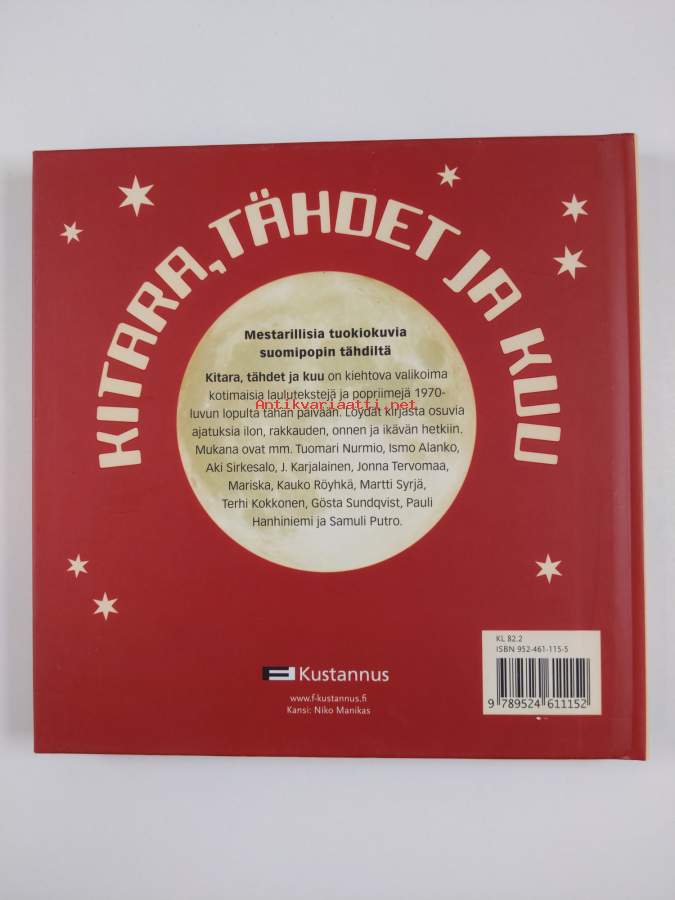 KITARA, TÄHDET JA KUU
Mestarillisia tuokiokuvia
suomipopin tähdiltä
Kitara, tähdet ja kuu on kiehtova valikoima
kotimaisia laulutekstejä ja popriimejä 1970-
Antikvariaatti.net
luvun lopulta tähän päivään. Löydät kirjasta osuvia
ajatuksia ilon, rakkauden, onnen ja ikävän hetkiin.
Mukana ovat mm. Tuomari Nurmio, Ismo Alanko,
Aki Sirkesalo, J. Karjalainen, Jonna Tervomaa,
Mariska, Kauko Röyhkä, Martti Syrjä,
Terhi Kokkonen, Gösta Sundqvist, Pauli
Hanhiniemi ja Samuli Putro.
KL 82.2
ISBN 952-461-115-5
9 789524 611152
Kustannus
www.f-kustannus.fi
Kansi: Niko Manikas